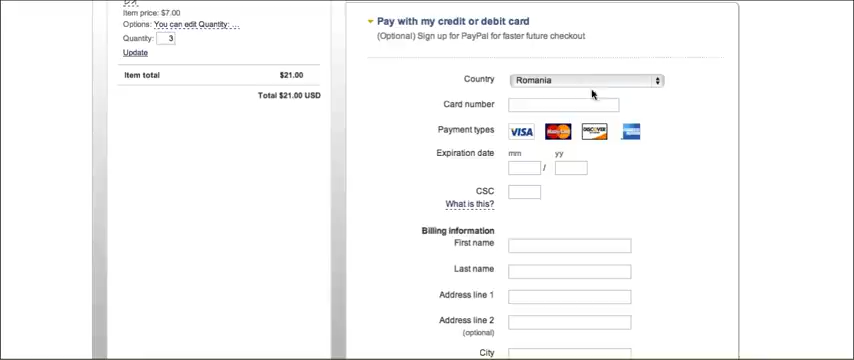 Item price: $7.00
Options: You can edit Quantity: ...
Quantity: 3
Update
Item total $21.00
Total $21.00 USD
Pay with my credit or debit card
(Optional) Sign up for PayPal for faster future checkout
Country Romania
Card number
Payment types VISA MasterCard DISCOVER
Expiration date mm yy
/
CSC
What is this?
Billing information
First name
Last name
Address line 1
Address line 2
(optional)
City